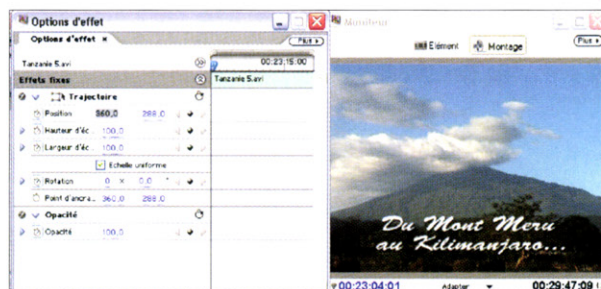 Options d'effet
Options d'effet ×
Plus
Tanzanie S.avi
00:23;15:00
Effets fixes
Tanzanie S.avi
Trajectoire
Position 360,0 288,0
Hauteur d'éc... 100,0
Largeur d'éc... 100,0
Echelle uniforme
Rotation 0 × 0,0 °
Point d'ancra... 360,0 288,0
Opacité
Opacité 100,0
Moniteur
Elément Montage
Plus
Du Mont Meru
au Kilimanjaro...
00:23:04:01 Adapter 00:29:47:09